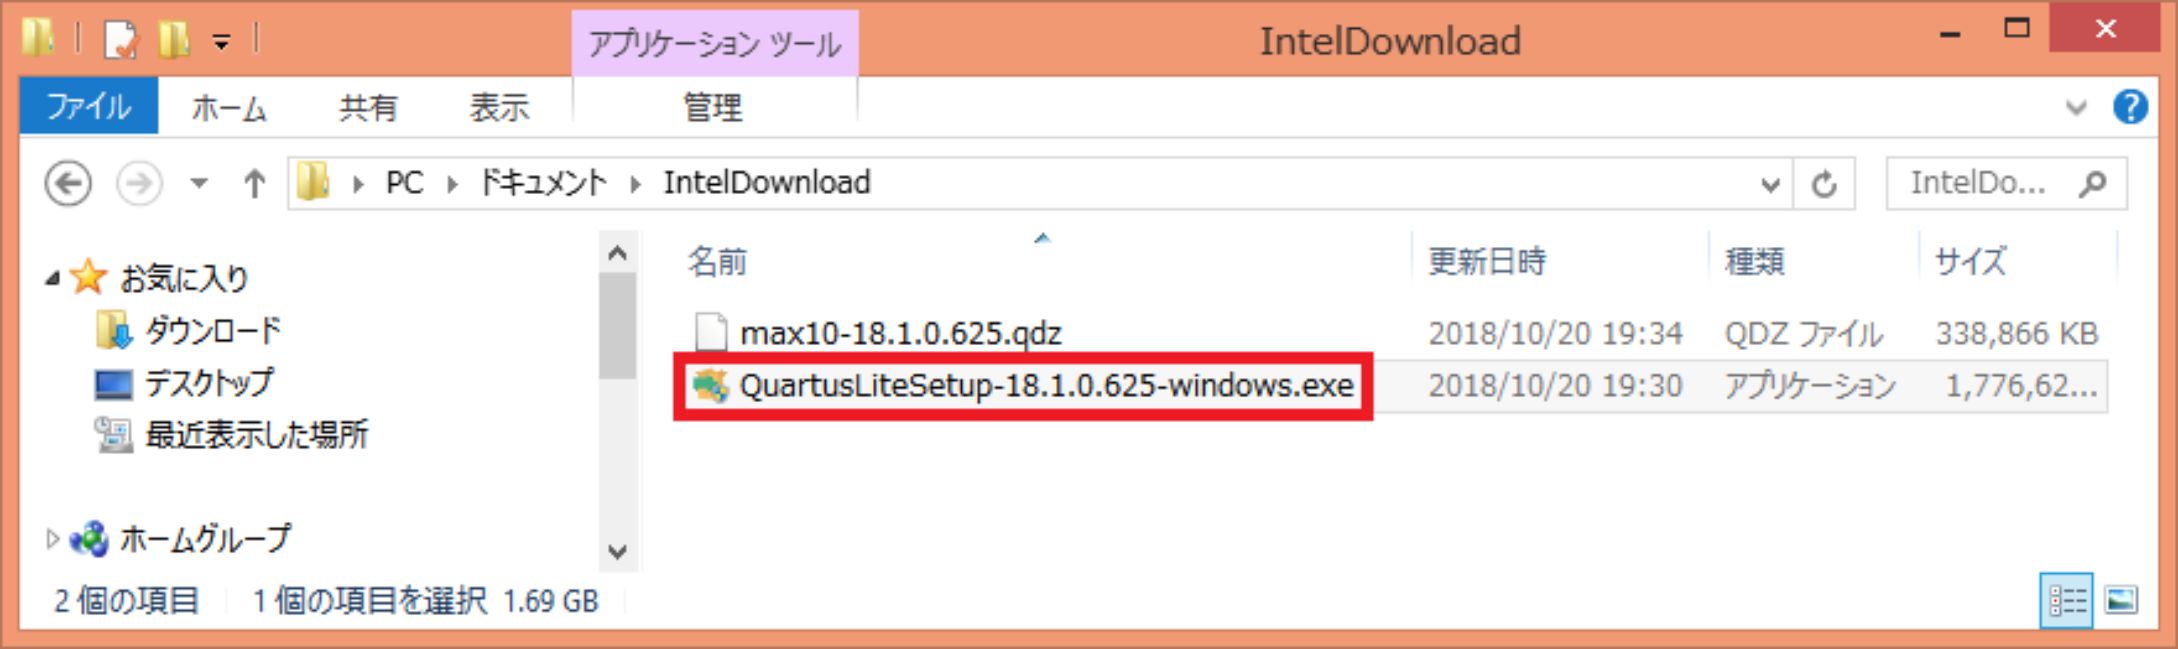 アプリケーション ツール
IntelDownload
ファイル ホーム 共有 表示 管理
PC ドキュメント IntelDownload
IntelDo...
名前 更新日時 種類 サイズ
お気に入り
ダウンロード
デスクトップ
最近表示した場所
ホームグループ
max10-18.1.0.625.qdz 2018/10/20 19:34 QDZ ファイル 338,866 KB
QuartusLiteSetup-18.1.0.625-windows.exe 2018/10/20 19:30 アプリケーション 1,776,62...
2 個の項目 1 個の項目を選択 1.69 GB